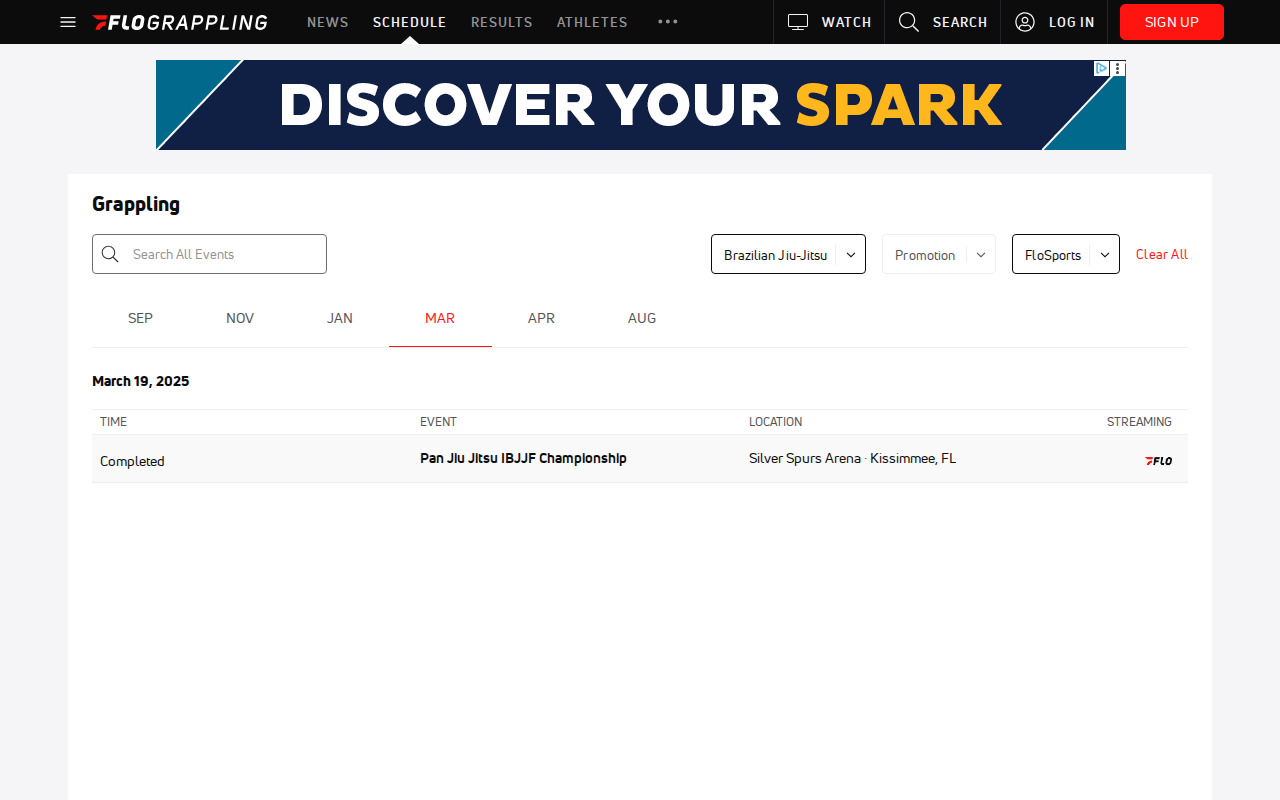 FLOGRAPPLING NEWS SCHEDULE RESULTS ATHLETES WATCH SEARCH LOG IN SIGN UP
DISCOVER YOUR SPARK
Grappling
Search All Events Brazilian Jiu-Jitsu Promotion FloSports Clear All
SEP NOV JAN MAR APR AUG
March 19, 2025
TIME EVENT LOCATION STREAMING
Completed Pan Jiu Jitsu IBJJF Championship Silver Spurs Arena · Kissimmee, FL FLO